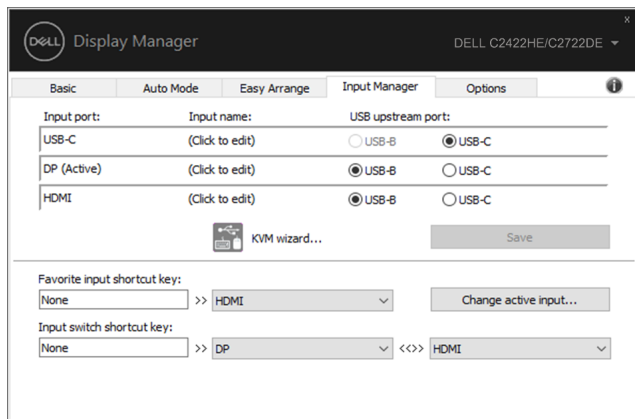 DELL Display Manager
DELL C2422HE/C2722DE
Basic Auto Mode Easy Arrange Input Manager Options
Input port: Input name: USB upstream port:
USB-C (Click to edit) USB-B USB-C
DP (Active) (Click to edit) USB-B USB-C
HDMI (Click to edit) USB-B USB-C
KVM wizard... Save
Favorite input shortcut key:
None >> HDMI Change active input...
Input switch shortcut key:
None >> DP <<>> HDMI